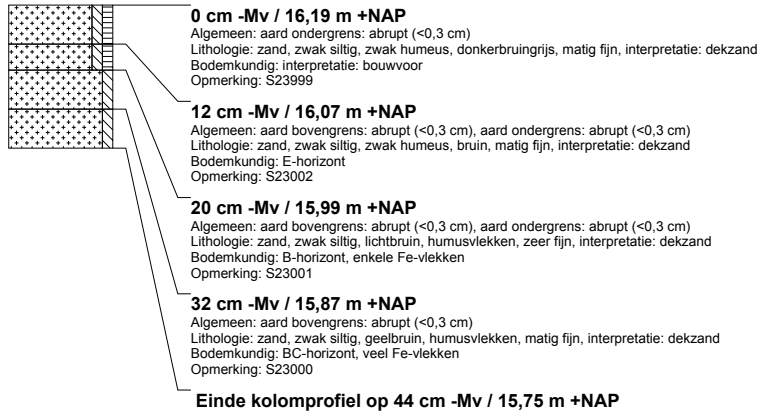 0 cm -Mv / 16,19 m +NAP
Algemeen: aard ondergrens: abrupt (<0,3 cm)
Lithologie: zand, zwak siltig, zwak humeus, donkerbruingrijs, matig fijn, interpretatie: dekzand
Bodemkundig: interpretatie: bouwvoor
Opmerking: S23999
12 cm -Mv / 16,07 m +NAP
Algemeen: aard bovengrens: abrupt (<0,3 cm), aard ondergrens: abrupt (<0,3 cm)
Lithologie: zand, zwak siltig, zwak humeus, bruin, matig fijn, interpretatie: dekzand
Bodemkundig: E-horizont
Opmerking: S23002
20 cm -Mv / 15,99 m +NAP
Algemeen: aard bovengrens: abrupt (<0,3 cm), aard ondergrens: abrupt (<0,3 cm)
Lithologie: zand, zwak siltig, lichtbruin, humusvlekken, zeer fijn, interpretatie: dekzand
Bodemkundig: B-horizont, enkele Fe-vlekken
Opmerking: S23001
32 cm -Mv / 15,87 m +NAP
Algemeen: aard bovengrens: abrupt (<0,3 cm)
Lithologie: zand, zwak siltig, geelbruin, humusvlekken, matig fijn, interpretatie: dekzand
Bodemkundig: BC-horizont, veel Fe-vlekken
Opmerking: S23000
Einde kolomprofiel op 44 cm -Mv / 15,75 m +NAP